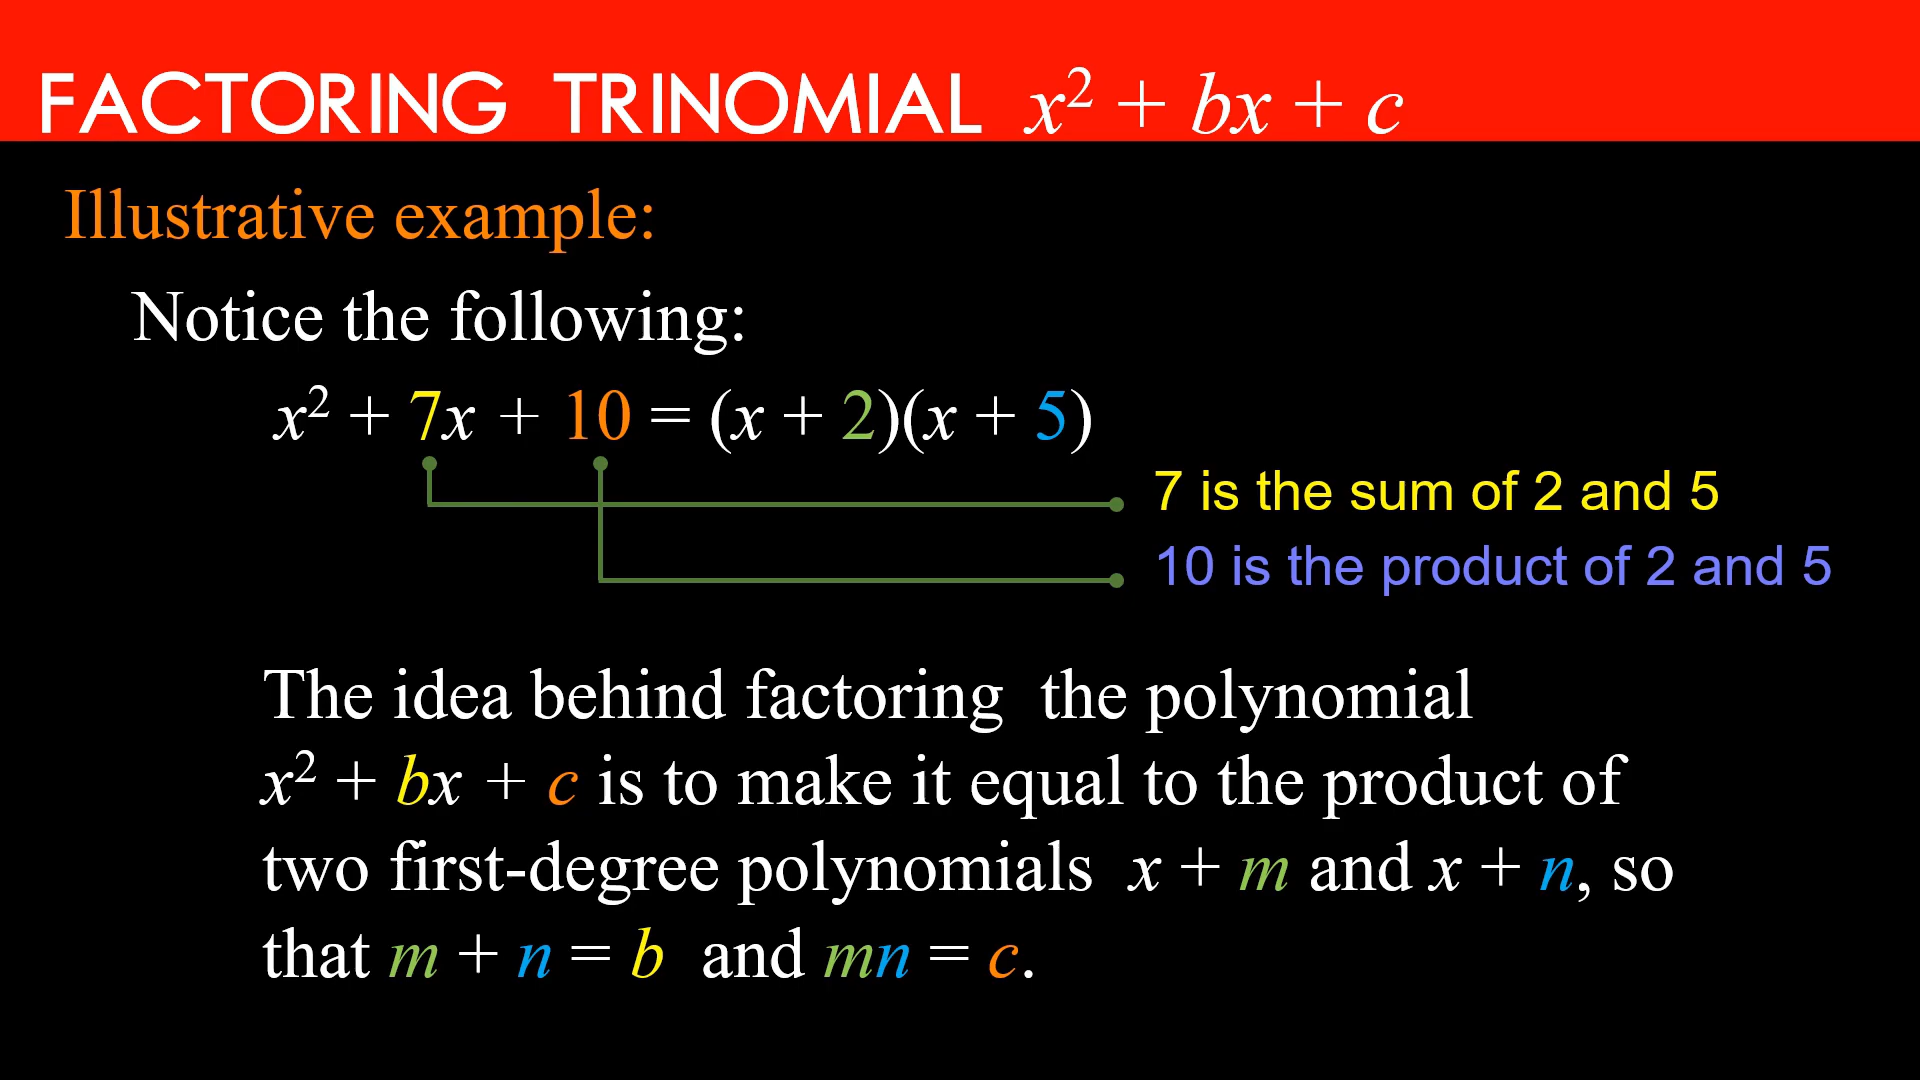 FACTORING TRINOMIAL x² + bx + c
Illustrative example:
Notice the following:
x² + 7x + 10 = (x + 2)(x + 5)
7 is the sum of 2 and 5
10 is the product of 2 and 5
The idea behind factoring the polynomial
x² + bx + c is to make it equal to the product of
two first-degree polynomials x + m and x + n, so
that m + n = b and mn = c.